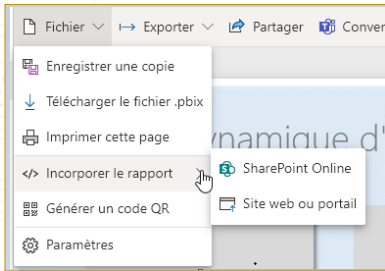 Fichier Exporter Partager Conver
Enregistrer une copie
Télécharger le fichier .pbix
Imprimer cette page
namique d'
Incorporer le rapport
SharePoint Online
Générer un code QR
Site web ou portail
Paramètres